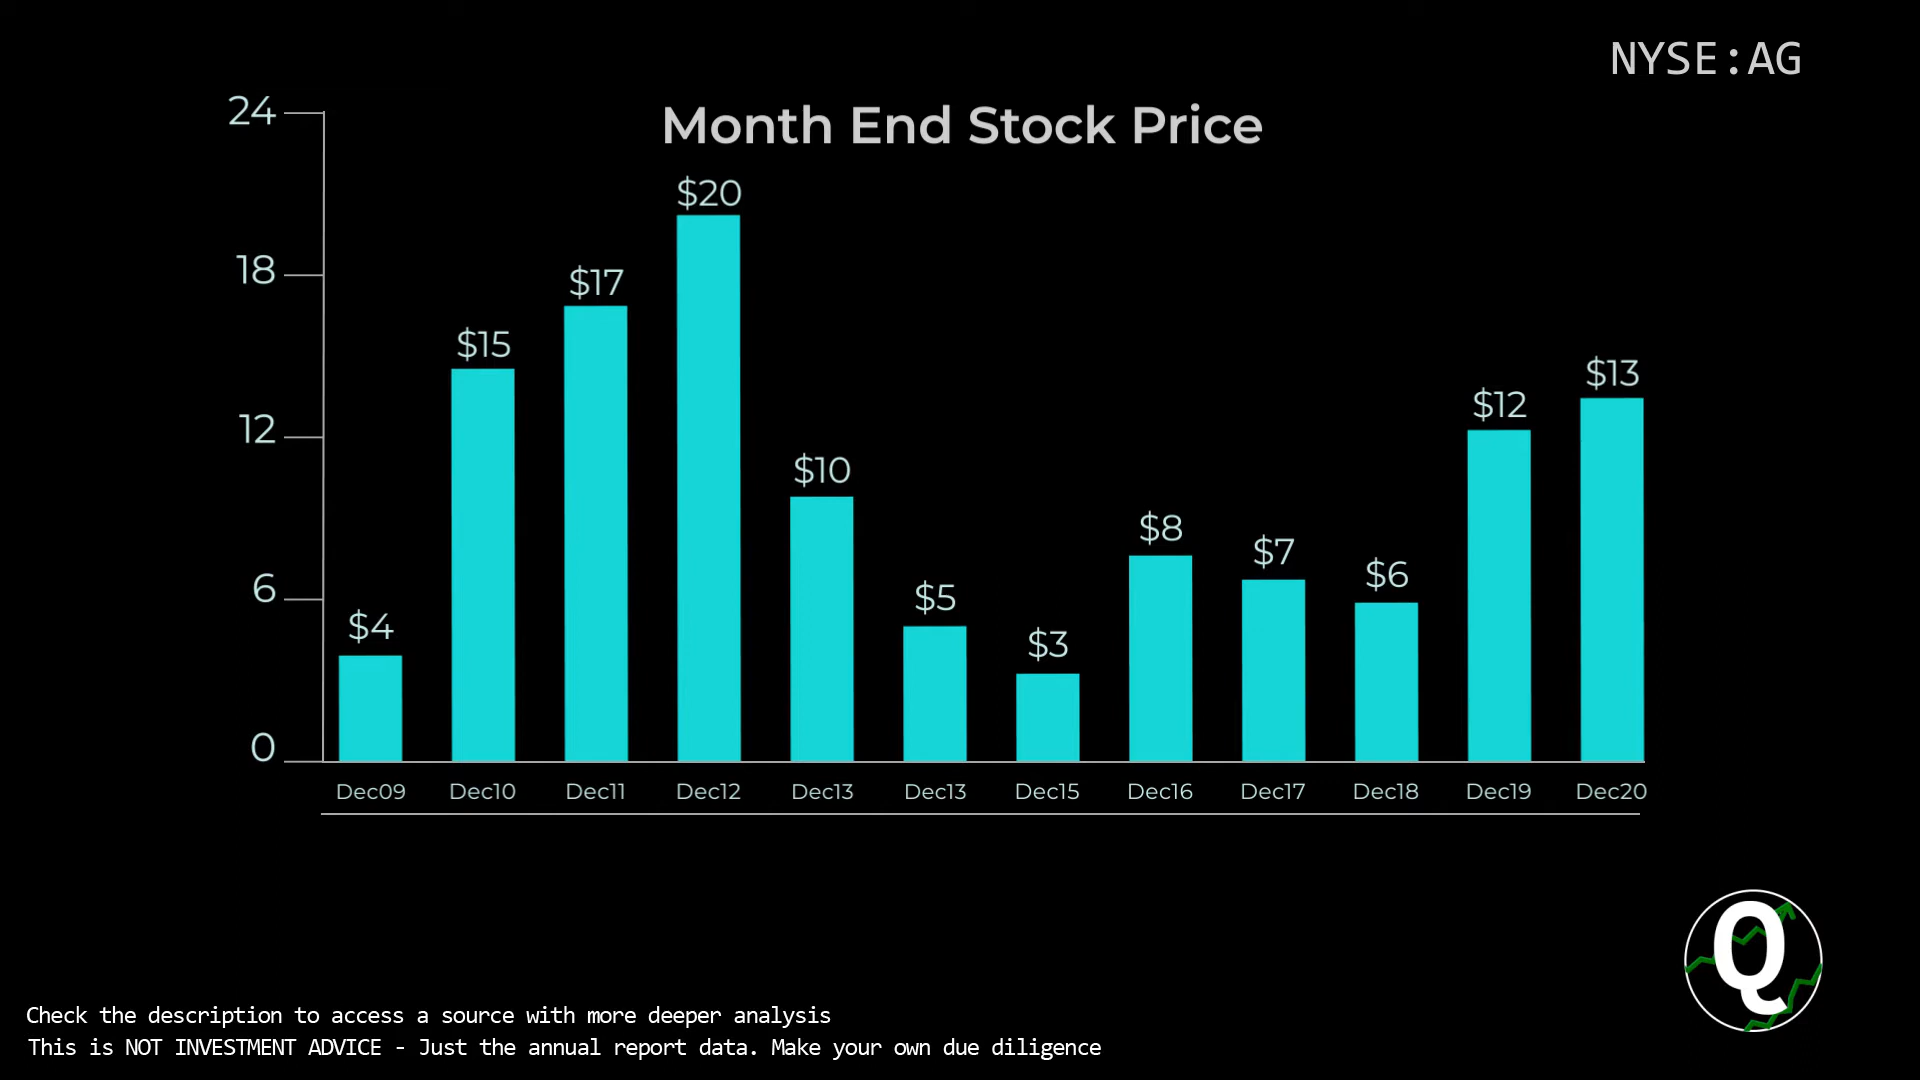 NYSE:AG
Month End Stock Price
24
18
12
6
0
$4
$15
$17
$20
$10
$5
$3
$8
$7
$6
$12
$13
Dec09 Dec10 Dec11 Dec12 Dec13 Dec13 Dec15 Dec16 Dec17 Dec18 Dec19 Dec20
Q
Check the description to access a source with more deeper analysis
This is NOT INVESTMENT ADVICE - Just the annual report data. Make your own due diligence